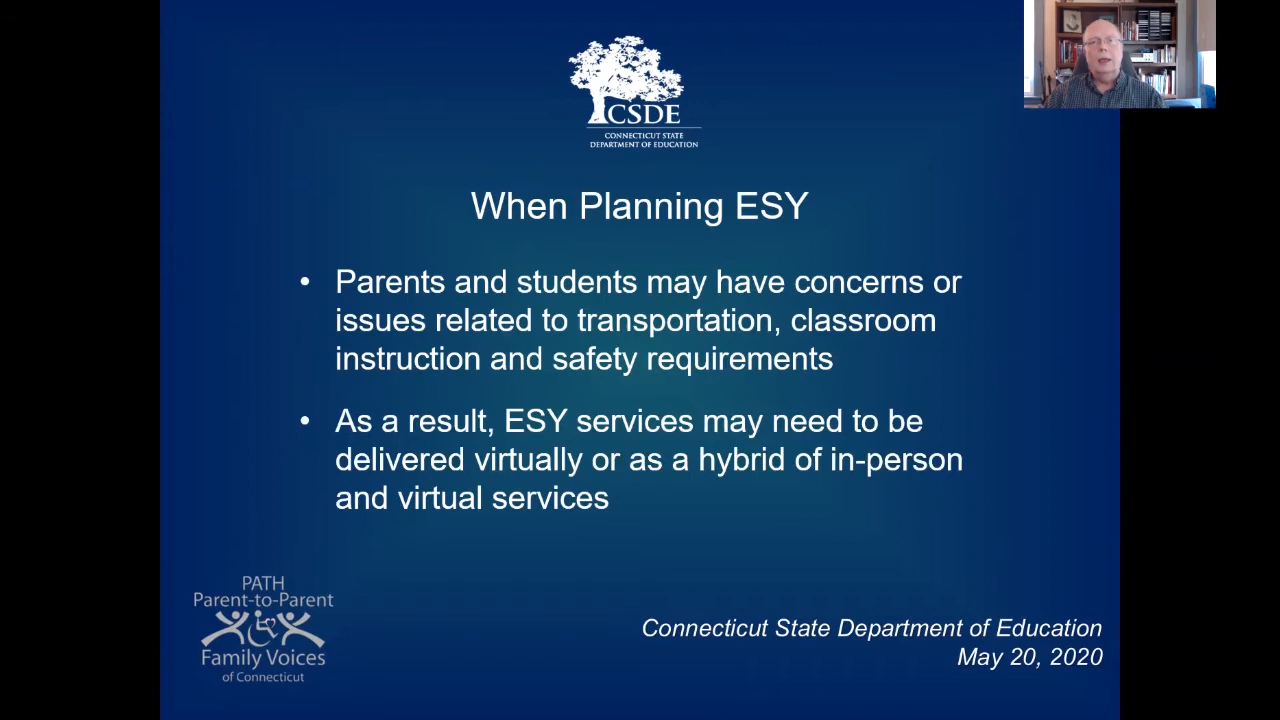 CSDE
CONNECTICUT STATE
DEPARTMENT OF EDUCATION
When Planning ESY
• Parents and students may have concerns or
issues related to transportation, classroom
instruction and safety requirements
• As a result, ESY services may need to be
delivered virtually or as a hybrid of in-person
and virtual services
PATH
Parent-to-Parent
Family Voices
of Connecticut
Connecticut State Department of Education
May 20, 2020